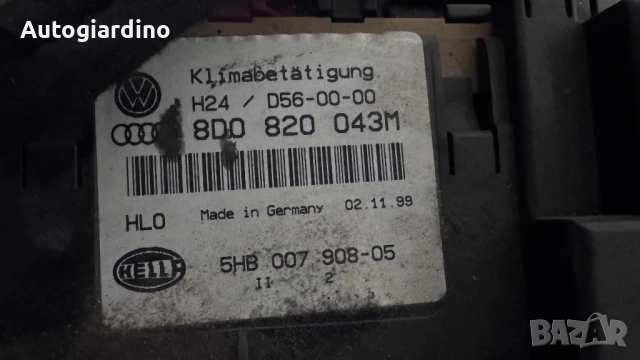 Autogiardino
Klimabetätigung
H24 / D56-00-00
8D0 820 043M
HLO Made in Germany 02.11.99
HELLA
5HB 007 908-05
II 2
BAZAR